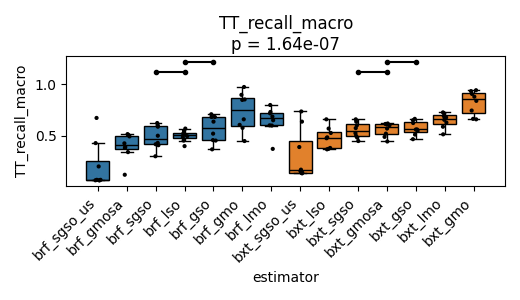 TT_recall_macro
p = 1.64e-07
TT_recall_macro
1.0
0.5
brf_sgso_us
brf_gmosa
brf_sgso
brf_lso
brf_gso
brf_gmo
brf_lmo
bxt_sgso_us
bxt_lso
bxt_sgso
bxt_gmosa
bxt_gso
bxt_lmo
bxt_gmo
estimator